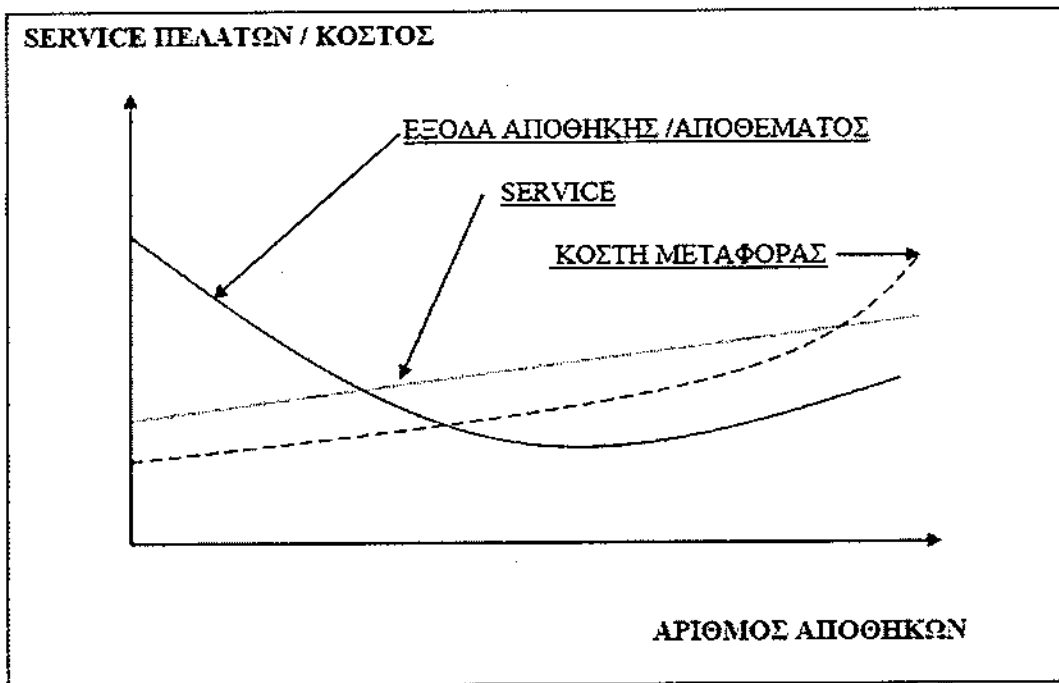 SERVICE ΠΕΛΑΤΩΝ / ΚΟΣΤΟΣ
ΕΞΟΔΑ ΑΠΟΘΗΚΗΣ /ΑΠΟΘΕΜΑΤΟΣ
SERVICE
ΚΟΣΤΗ ΜΕΤΑΦΟΡΑΣ
ΑΡΙΘΜΟΣ ΑΠΟΘΗΚΩΝ